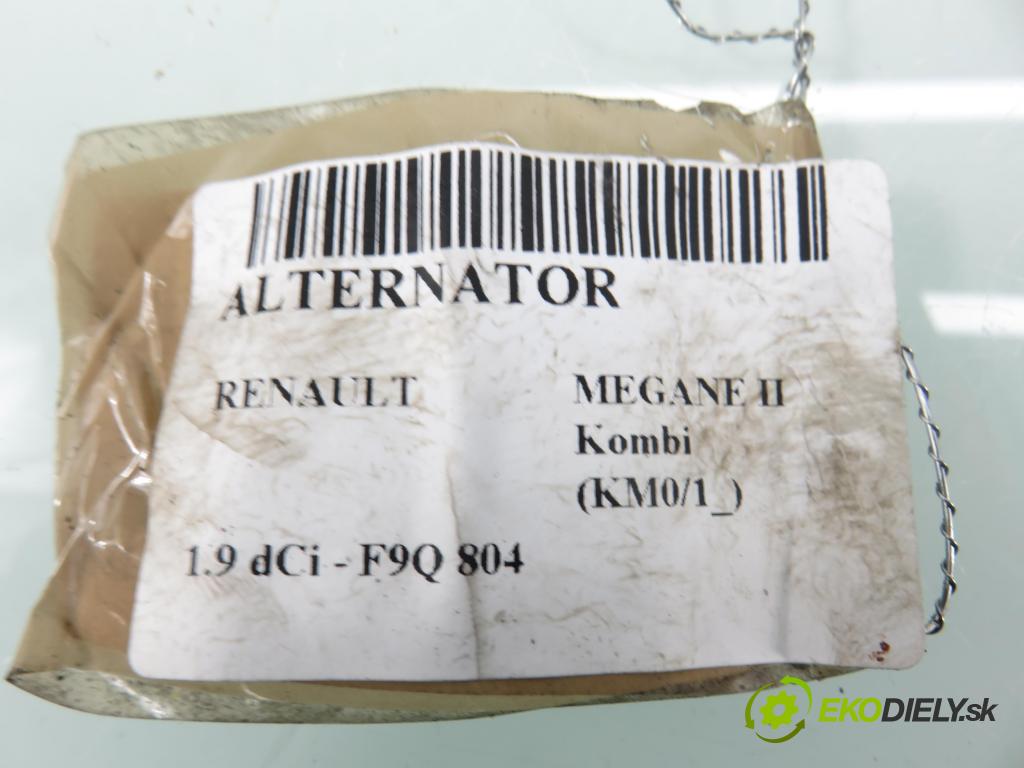 ALTERNATOR
RENAULT
MEGANE II
Kombi
(KM0/1_)
1.9 dCi - F9Q 804
EKODIELY.sk